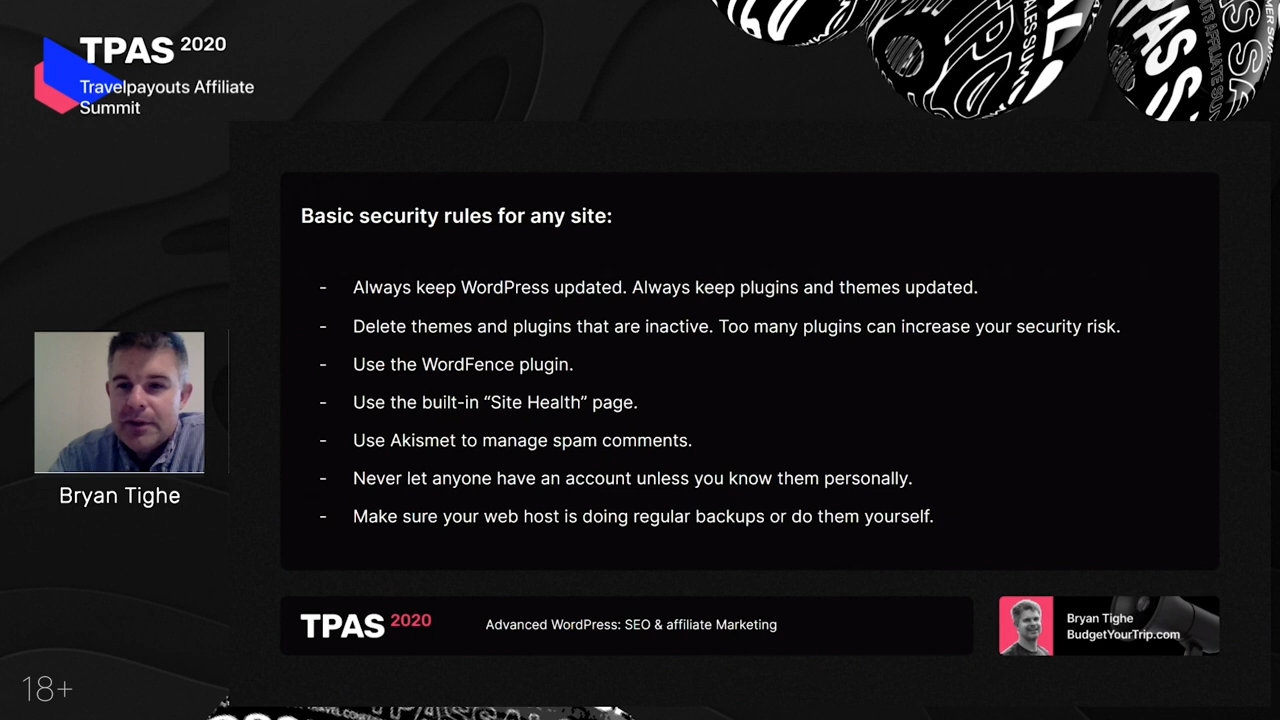 TPAS 2020
Travelpayouts Affiliate
Summit
Basic security rules for any site:
- Always keep WordPress updated. Always keep plugins and themes updated.
- Delete themes and plugins that are inactive. Too many plugins can increase your security risk.
- Use the WordFence plugin.
- Use the built-in “Site Health” page.
- Use Akismet to manage spam comments.
- Never let anyone have an account unless you know them personally.
- Make sure your web host is doing regular backups or do them yourself.
Bryan Tighe
TPAS 2020
Advanced WordPress: SEO & affiliate Marketing
Bryan Tighe
BudgetYourTrip.com
18+